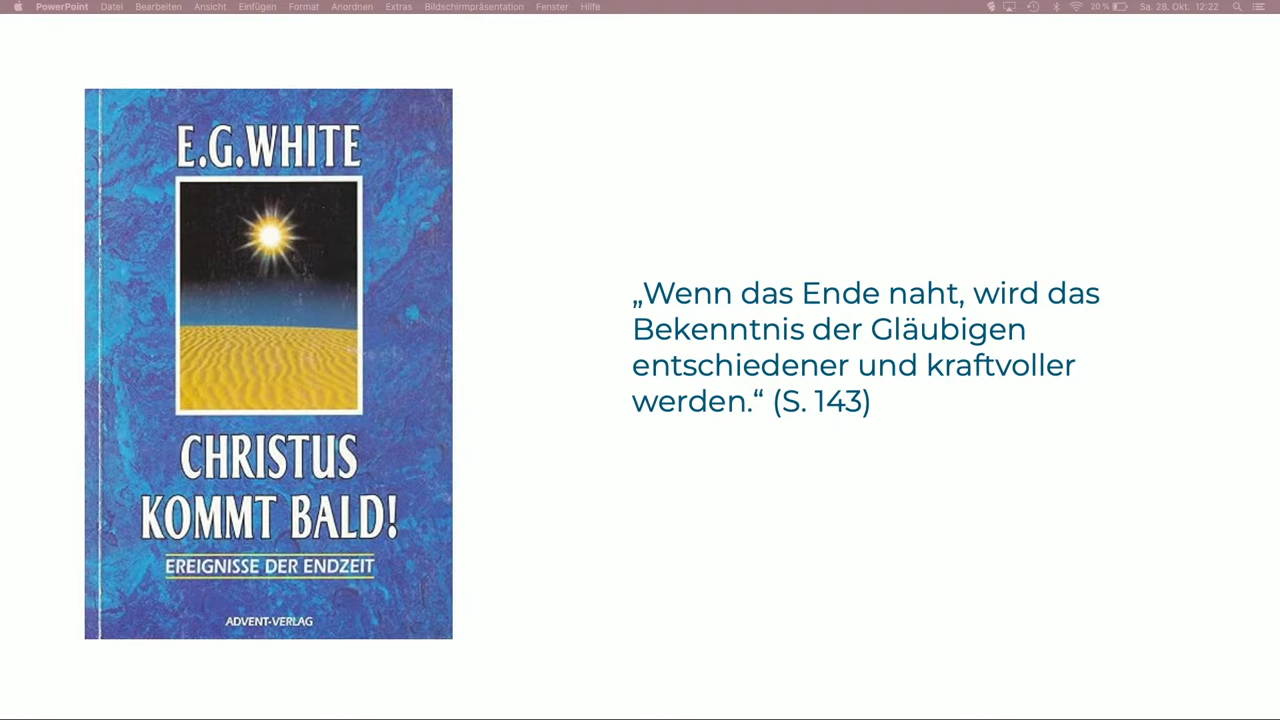 PowerPoint Datei Bearbeiten Ansicht Einfügen Format Anordnen Extras Bildschirmpräsentation Fenster Hilfe 20 % Sa. 28. Okt. 12:22
E.G.WHITE
CHRISTUS
KOMMT BALD!
EREIGNISSE DER ENDZEIT
ADVENT-VERLAG
„Wenn das Ende naht, wird das
Bekenntnis der Gläubigen
entschiedener und kraftvoller
werden.“ (S. 143)